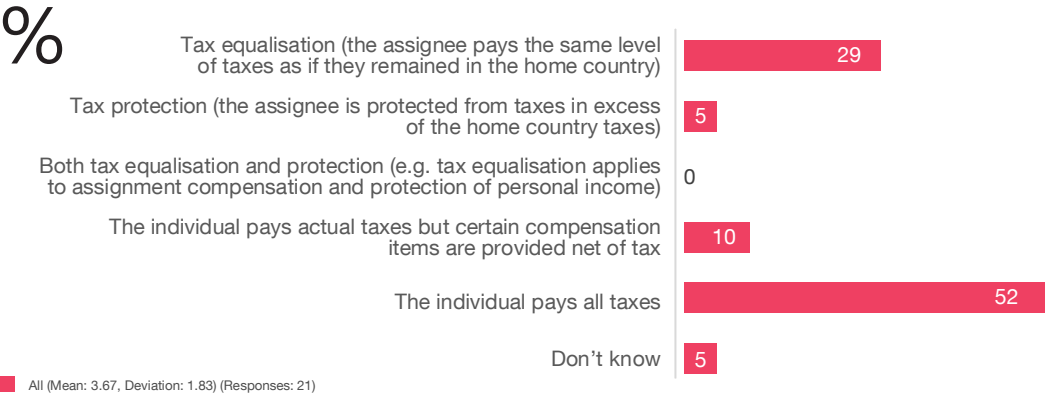 %
Tax equalisation (the assignee pays the same level
of taxes as if they remained in the home country)
29
Tax protection (the assignee is protected from taxes in excess
of the home country taxes)
5
Both tax equalisation and protection (e.g. tax equalisation applies
to assignment compensation and protection of personal income)
0
The individual pays actual taxes but certain compensation
items are provided net of tax
10
The individual pays all taxes
52
Don’t know
5
All (Mean: 3.67, Deviation: 1.83) (Responses: 21)